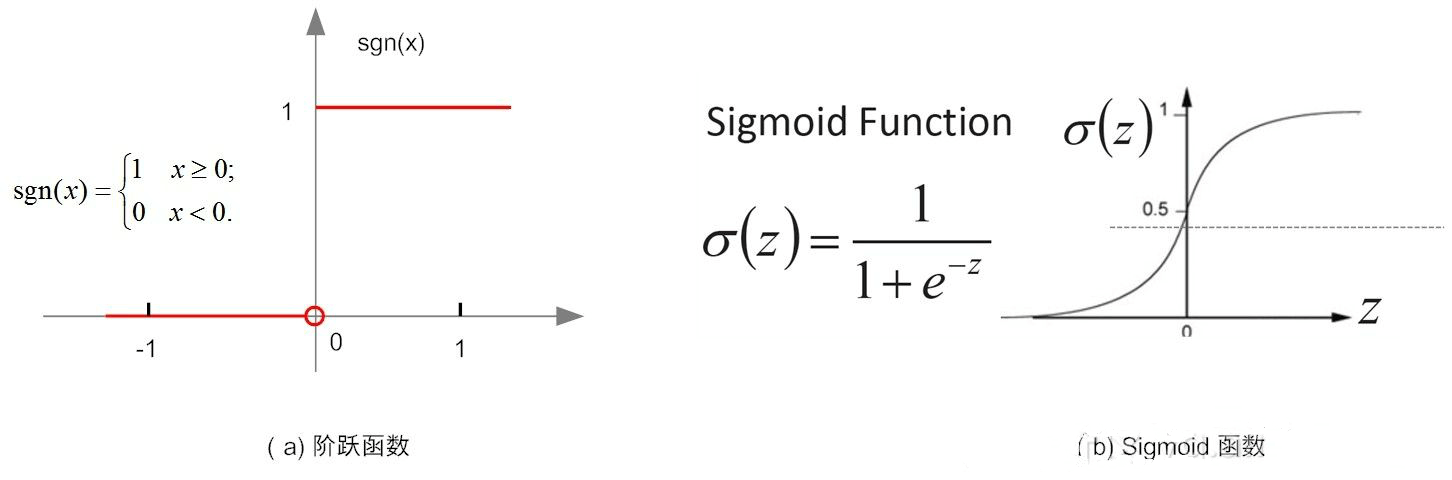 sgn(x)
1
sgn(x) = {1 x ≥ 0;
0 x < 0.
-1 0 1
( a) 阶跃函数
Sigmoid Function
σ(z) = 1 / (1 + e^{-z})
σ(z)
1
0.5
z
0
( b) Sigmoid 函数